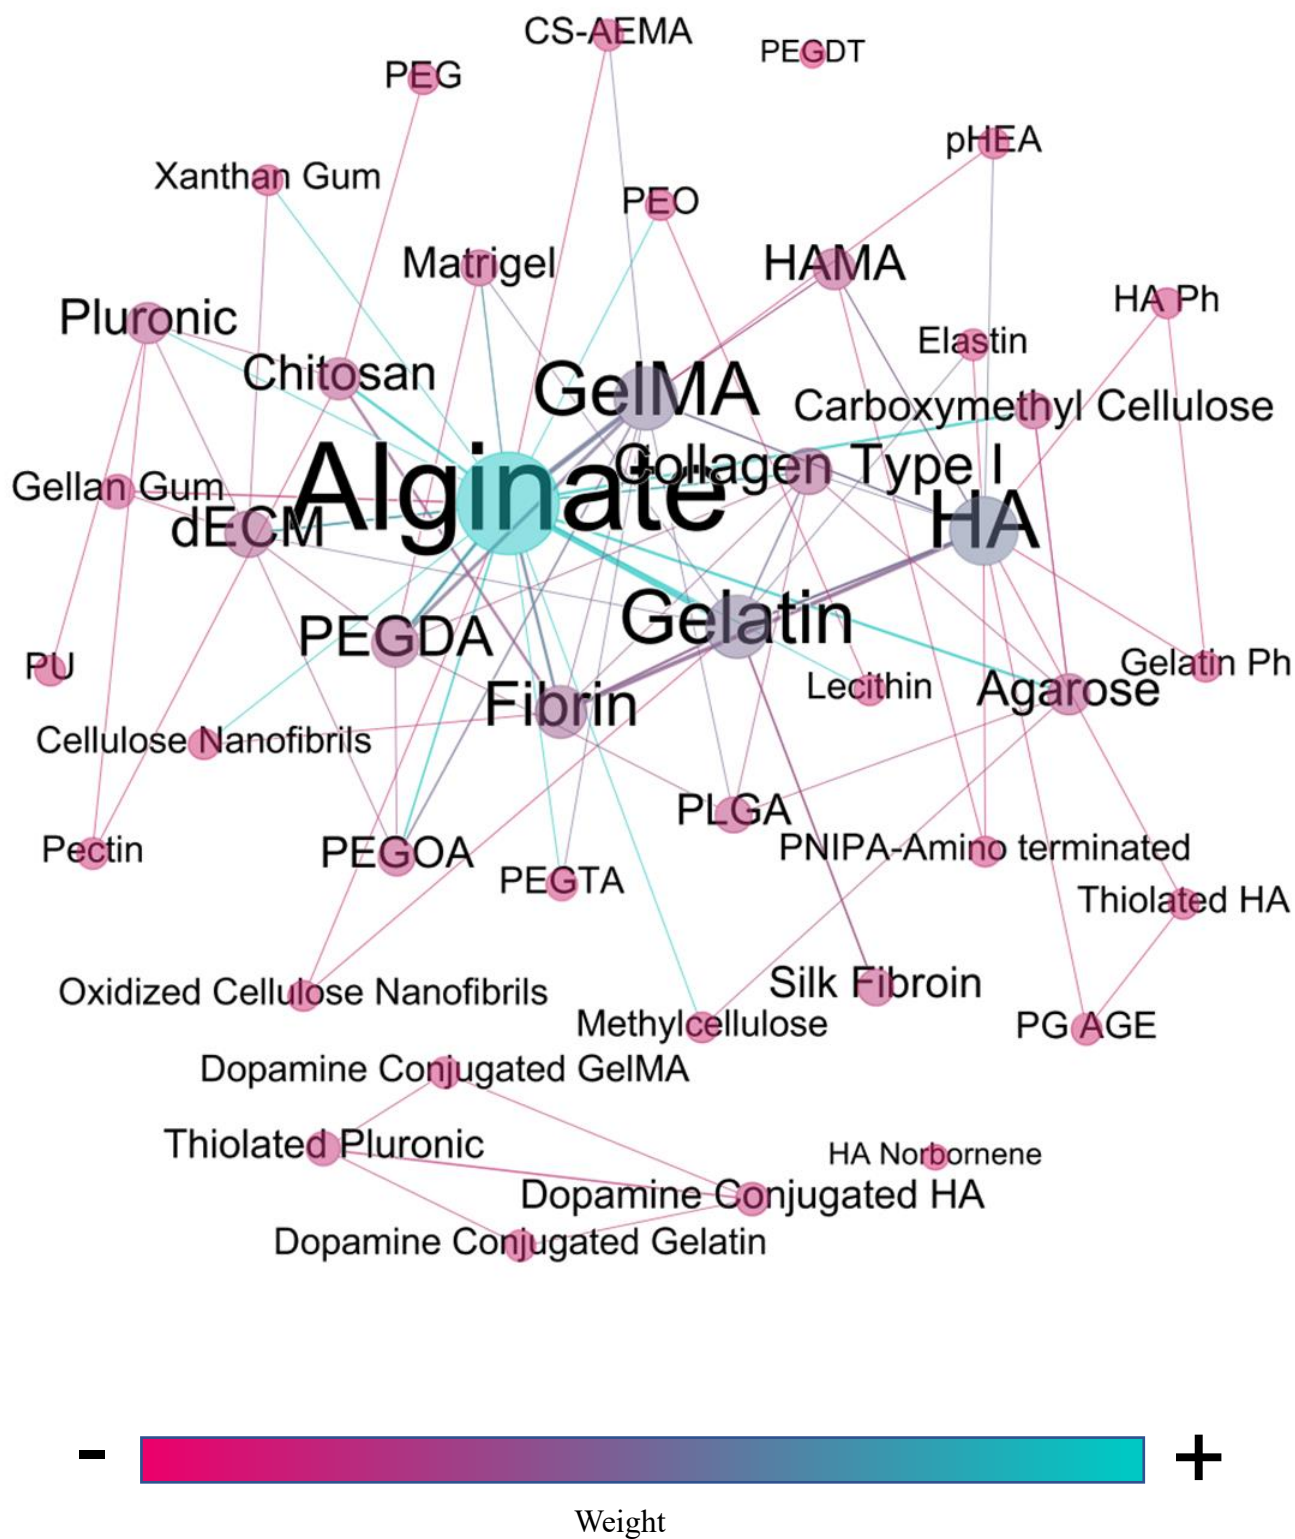 CS-AEMA
PEGDT
PEG
pHEA
Xanthan Gum
PEO
Matrigel
HAMA
HA Ph
Pluronic
Elastin
Chitosan
GelMA
Carboxymethyl Cellulose
Collagen Type I
Gellan Gum
Alginate
dECM
HA
Gelatin
PEGDA
PU
Gelatin Ph
Lecithin
Agarose
Fibrin
Cellulose Nanofibrils
PLGA
Pectin
PEGOA
PNIPA-Amino terminated
PEGTA
Thiolated HA
Oxidized Cellulose Nanofibrils
Silk Fibroin
Methylcellulose
PG AGE
Dopamine Conjugated GelMA
Thiolated Pluronic
HA Norbornene
Dopamine Conjugated HA
Dopamine Conjugated Gelatin
- +
Weight